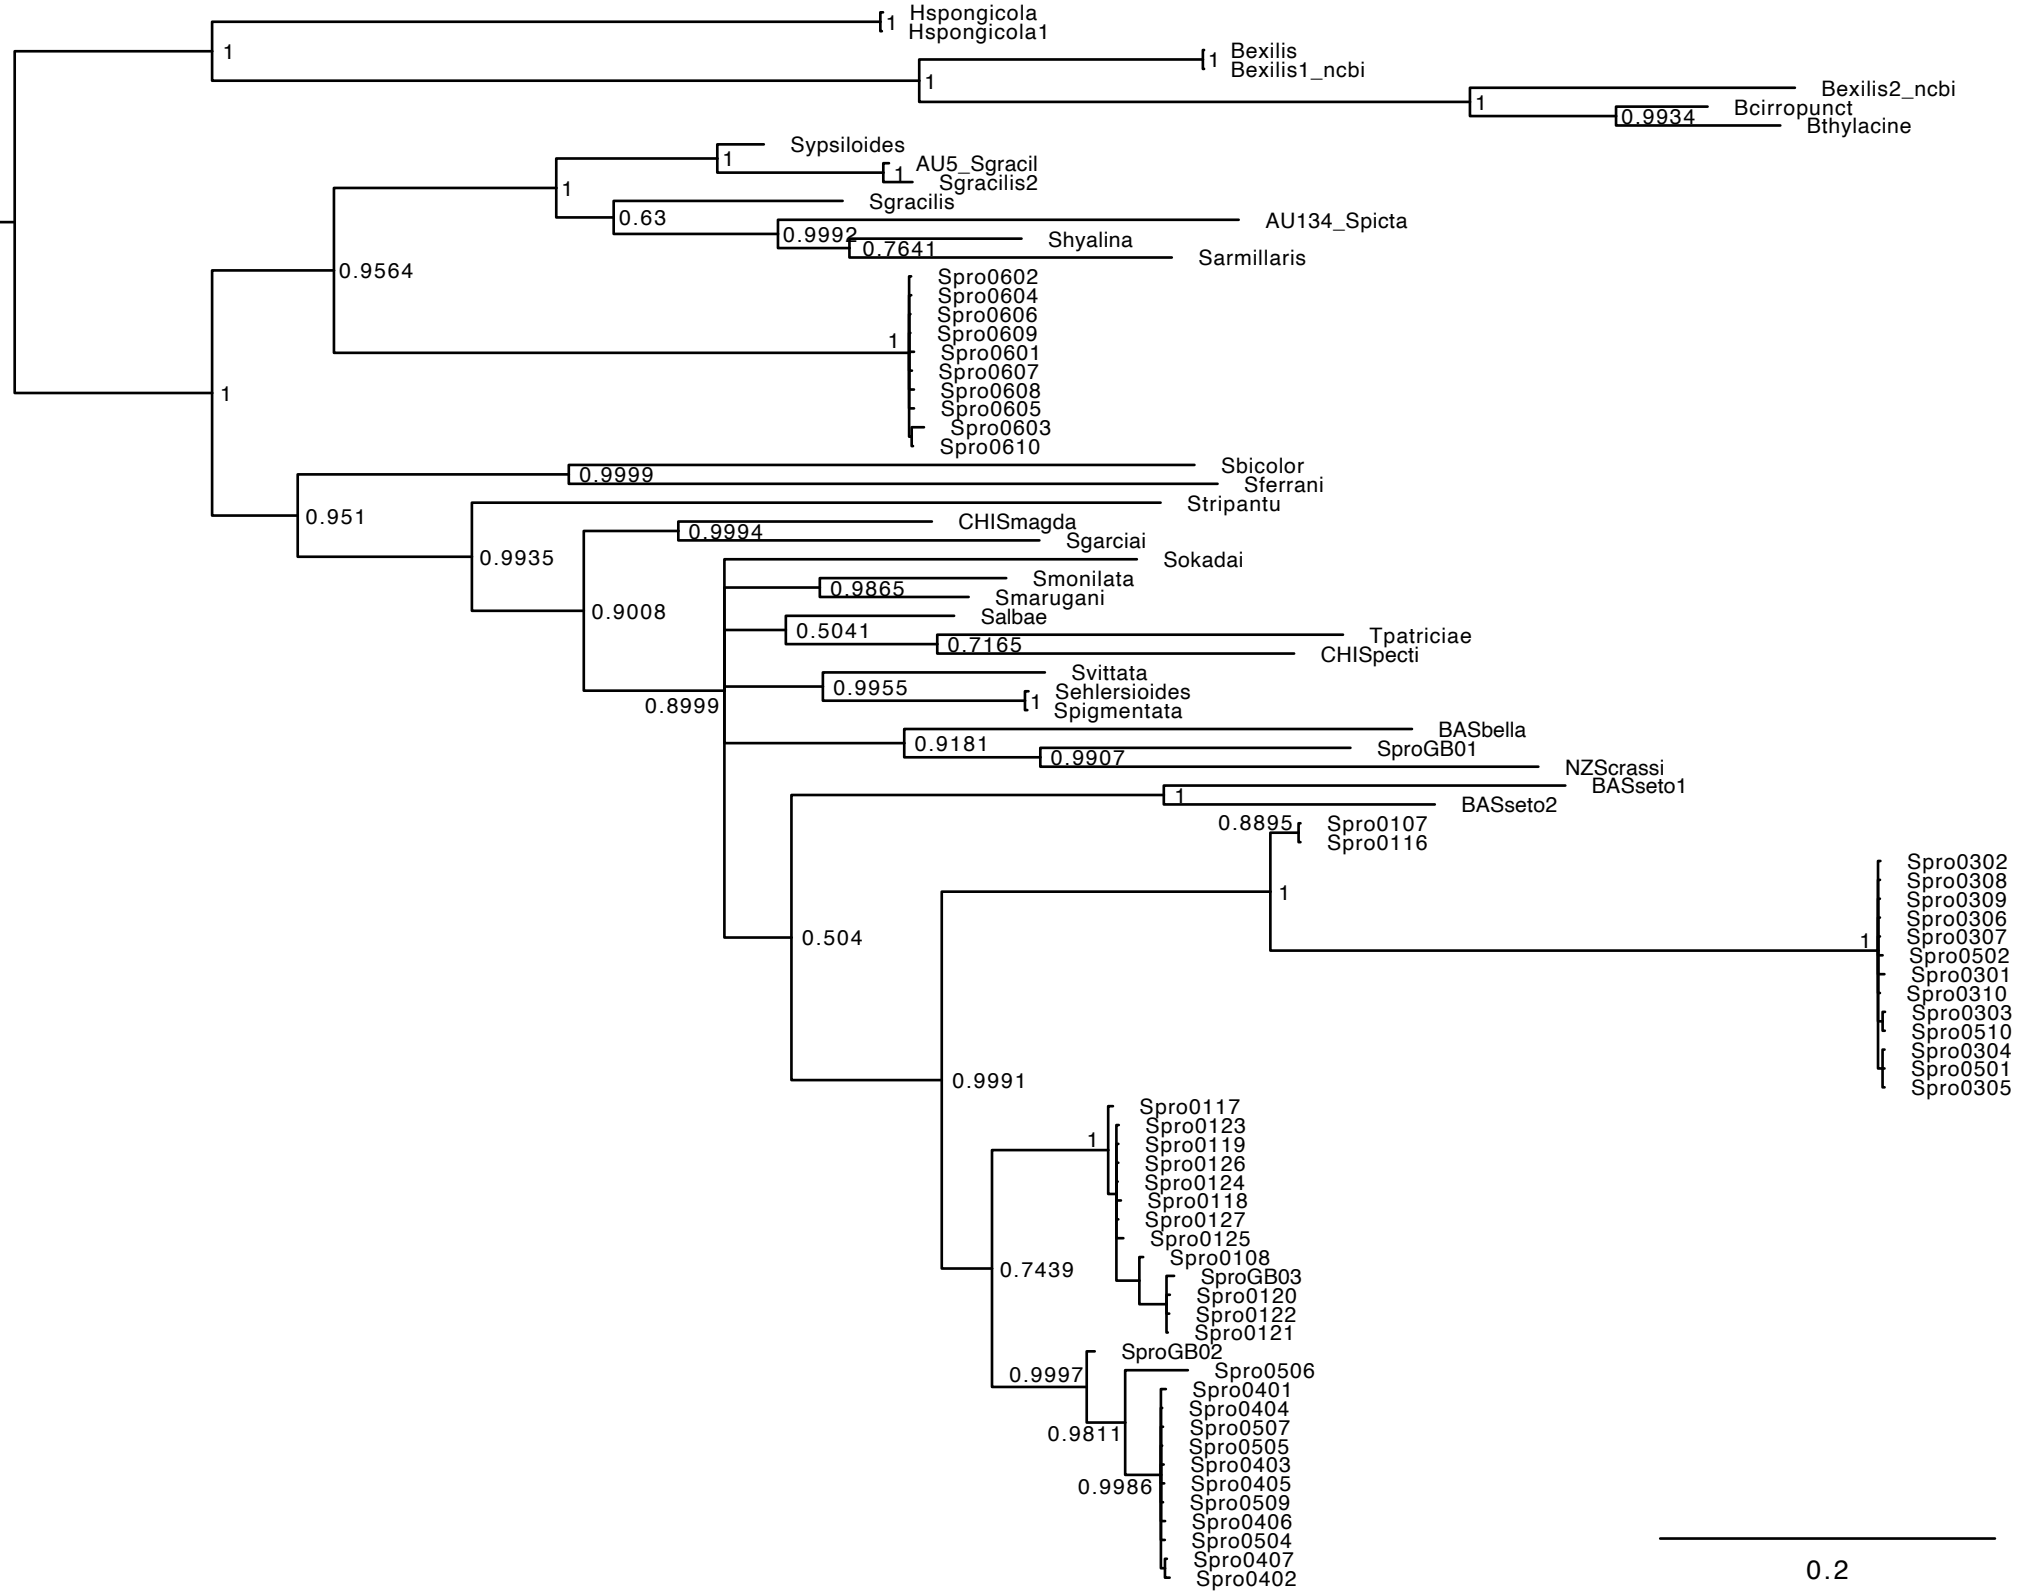 Hspongicola
1
Hspongicola1
Bexilis
1
1
Bexilis1_ncbi
1
Bexilis2_ncbi
1
Bcirropunct
0.9934
Bthylacine
Sypsiloides
1
AU5_Sgracil
1
Sgracilis2
1
Sgracilis
0.63
AU134_Spicta
0.9992
Shyalina
0.7641
Sarmillaris
0.9564
Spro0602
Spro0604
Spro0606
Spro0609
1
Spro0601
Spro0607
Spro0608
1
Spro0605
Spro0603
Spro0610
Sbicolor
0.9999
Sferrani
Stripantu
0.951
CHISmagda
0.9994
Sgarciai
0.9935
Sokadai
Smonilata
0.9865
Smarugani
0.9008
Salbae
0.5041
Tpatriciae
0.7165
CHISpecti
Svittata
0.9955
Sehlersioides
1
0.8999
Spigmentata
BASbella
0.9181
SproGB01
0.9907
NZScrassi
BASseto1
1
BASseto2
0.8895
Spro0107
Spro0116
Spro0302
Spro0308
1
Spro0309
Spro0306
0.504
1
Spro0307
Spro0502
Spro0301
Spro0310
Spro0303
Spro0510
Spro0304
Spro0501
0.9991
Spro0305
Spro0117
Spro0123
1
Spro0119
Spro0126
Spro0124
Spro0118
Spro0127
Spro0125
Spro0108
0.7439
SproGB03
Spro0120
Spro0122
Spro0121
SproGB02
0.9997
Spro0506
Spro0401
Spro0404
0.9811
Spro0507
Spro0505
Spro0403
0.9986
Spro0405
Spro0509
Spro0406
Spro0504
Spro0407
0.2
Spro0402